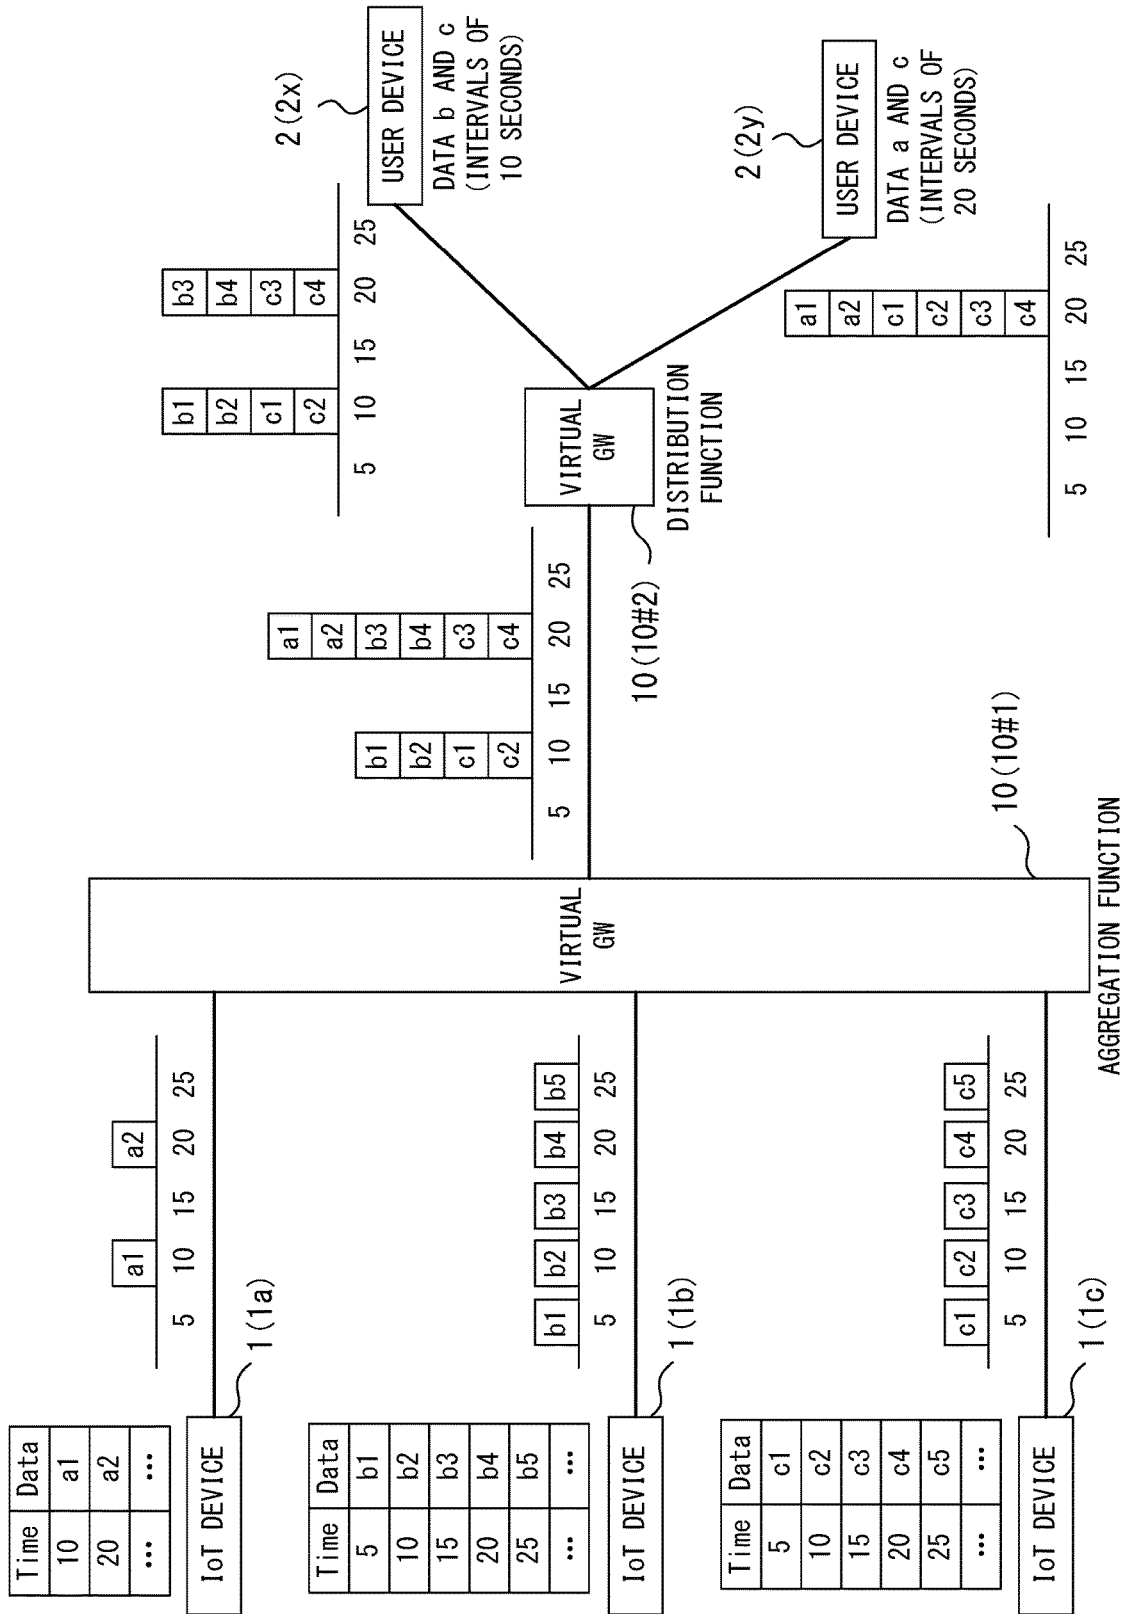 Time Data
10 a1
20 a2
... ...
IoT DEVICE
1(1a)
a1 a2
5 10 15 20 25
Time Data
5 b1
10 b2
15 b3
20 b4
25 b5
... ...
IoT DEVICE
1(1b)
b1 b2 b3 b4 b5
5 10 15 20 25
Time Data
5 c1
10 c2
15 c3
20 c4
25 c5
... ...
IoT DEVICE
1(1c)
c1 c2 c3 c4 c5
5 10 15 20 25
VIRTUAL
GW
10(10#1)
AGGREGATION FUNCTION
b1
b2
c1
c2
a1
a2
b3
b4
c3
c4
5 10 15 20 25
VIRTUAL
GW
10(10#2)
DISTRIBUTION
FUNCTION
b1
b2
c1
c2
b3
b4
c3
c4
5 10 15 20 25
2(2x)
USER DEVICE
DATA b AND c
(INTERVALS OF
10 SECONDS)
a1
a2
c1
c2
c3
c4
5 10 15 20 25
2(2y)
USER DEVICE
DATA a AND c
(INTERVALS OF
20 SECONDS)